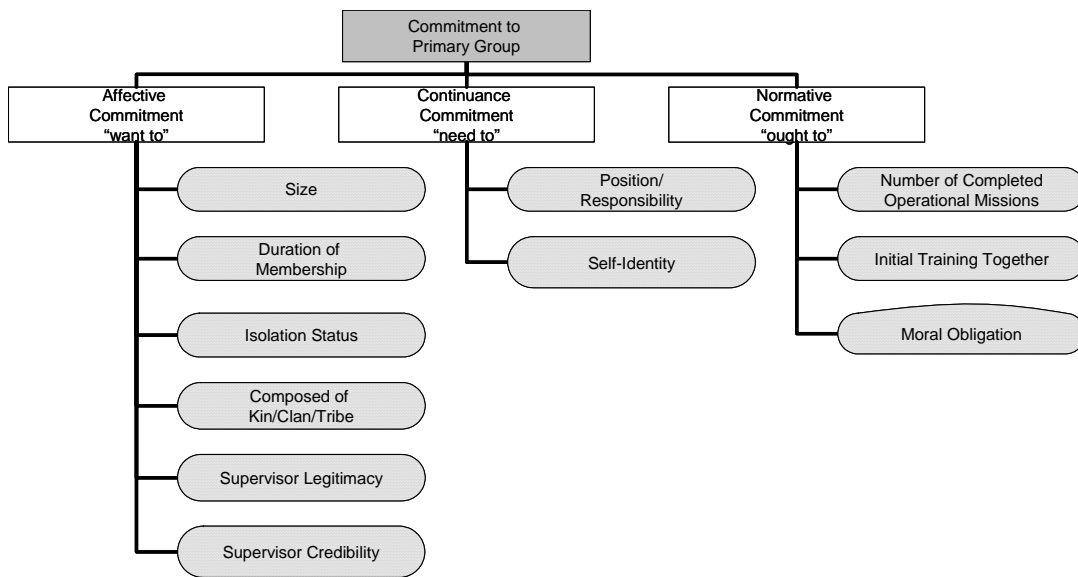 Commitment to
Primary Group
Affective
Commitment
“want to”
Continuance
Commitment
“need to”
Normative
Commitment
“ought to”
Size
Duration of
Membership
Isolation Status
Composed of
Kin/Clan/Tribe
Supervisor Legitimacy
Supervisor Credibility
Position/
Responsibility
Self-Identity
Number of Completed
Operational Missions
Initial Training Together
Moral Obligation